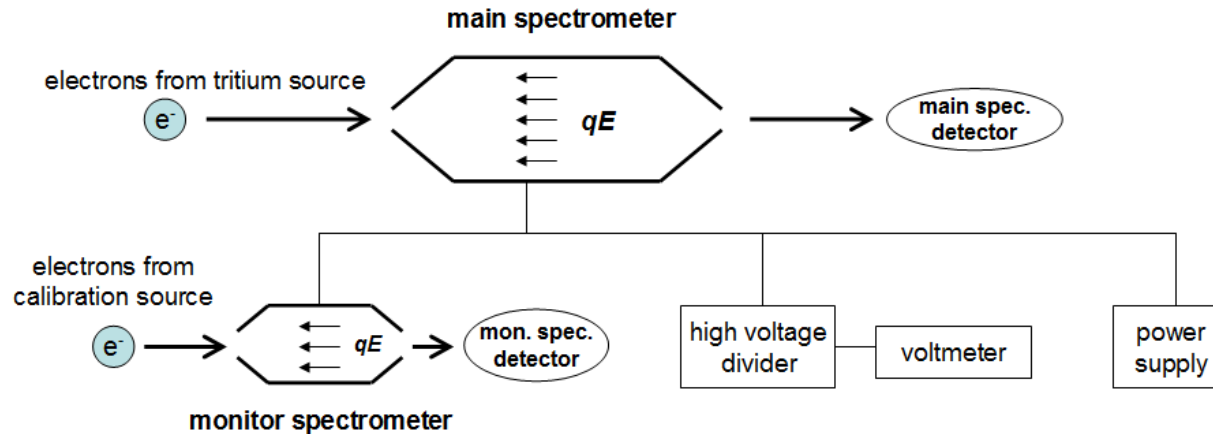 main spectrometer
electrons from tritium source
e-
qE
main spec.
detector
electrons from
calibration source
e-
qE
mon. spec.
detector
high voltage
divider
voltmeter
power
supply
monitor spectrometer